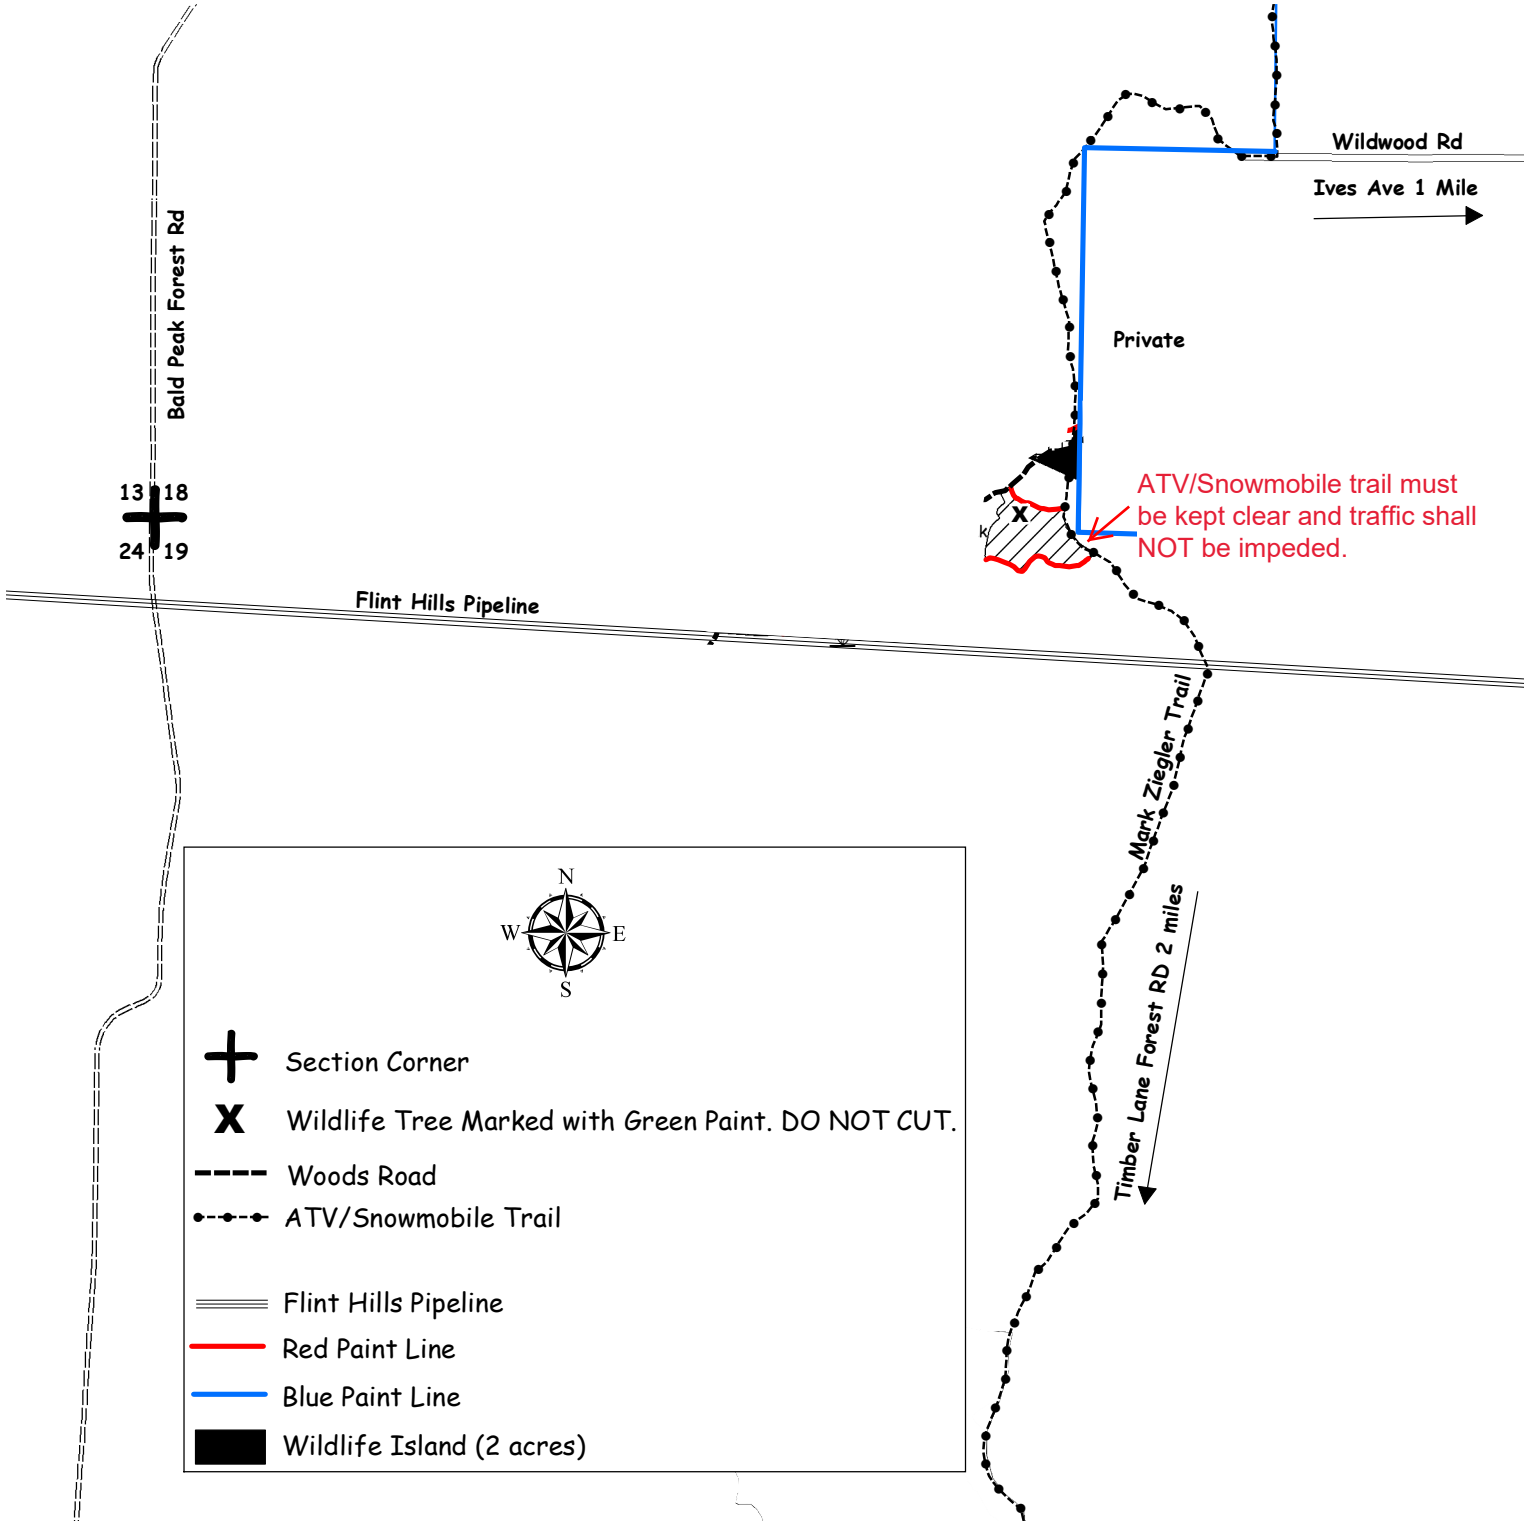 Wildwood Rd
Ives Ave 1 Mile
Bald Peak Forest Rd
Private
13 18
24 19
ATV/Snowmobile trail must
be kept clear and traffic shall
NOT be impeded.
k
Flint Hills Pipeline
Mark Ziegler Trail
Timber Lane Forest RD 2 miles
N
W E
S
Section Corner
X
X Wildlife Tree Marked with Green Paint. DO NOT CUT.
Woods Road
ATV/Snowmobile Trail
Flint Hills Pipeline
Red Paint Line
Blue Paint Line
Wildlife Island (2 acres)